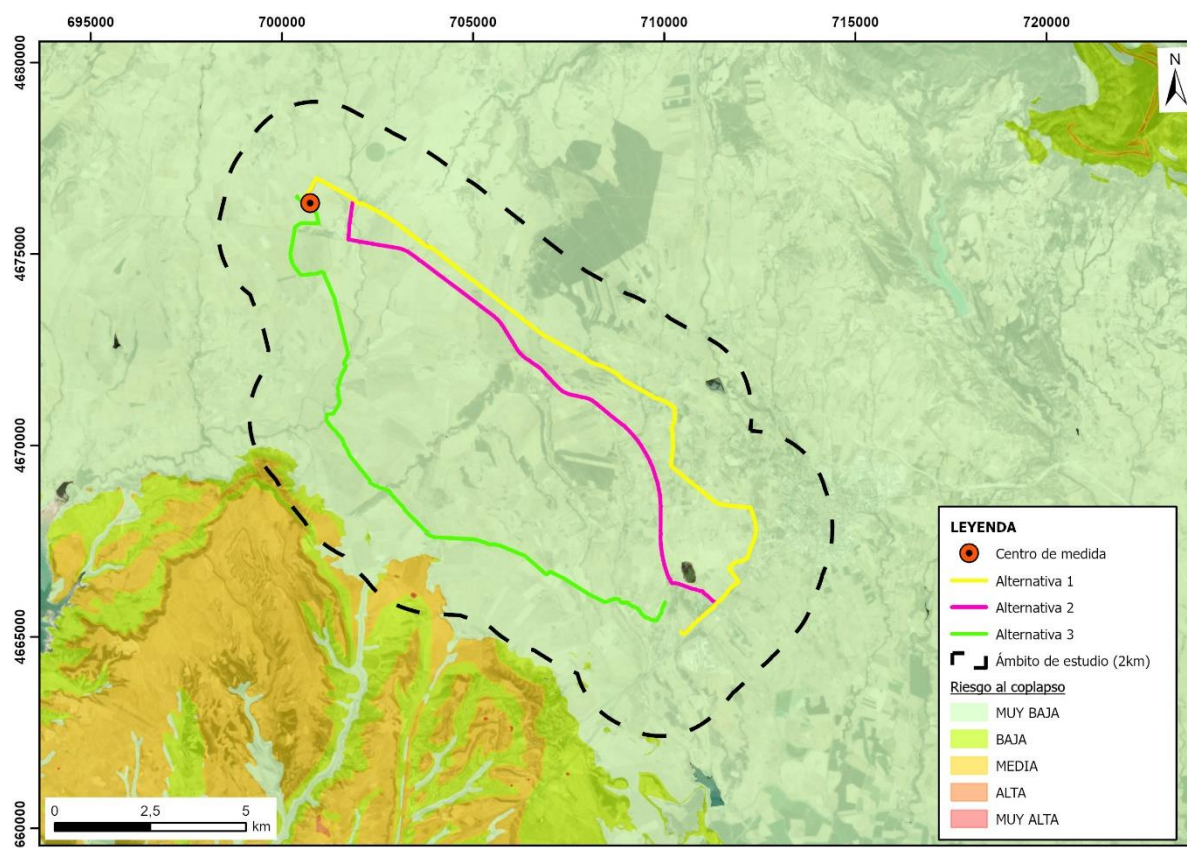 695000 700000 705000 710000 715000 720000
4680000
4675000
4670000
4665000
4660000
N
LEYENDA
Centro de medida
Alternativa 1
Alternativa 2
Alternativa 3
Ámbito de estudio (2km)
Riesgo al coplapso
MUY BAJA
BAJA
MEDIA
ALTA
MUY ALTA
0 2,5 5
km